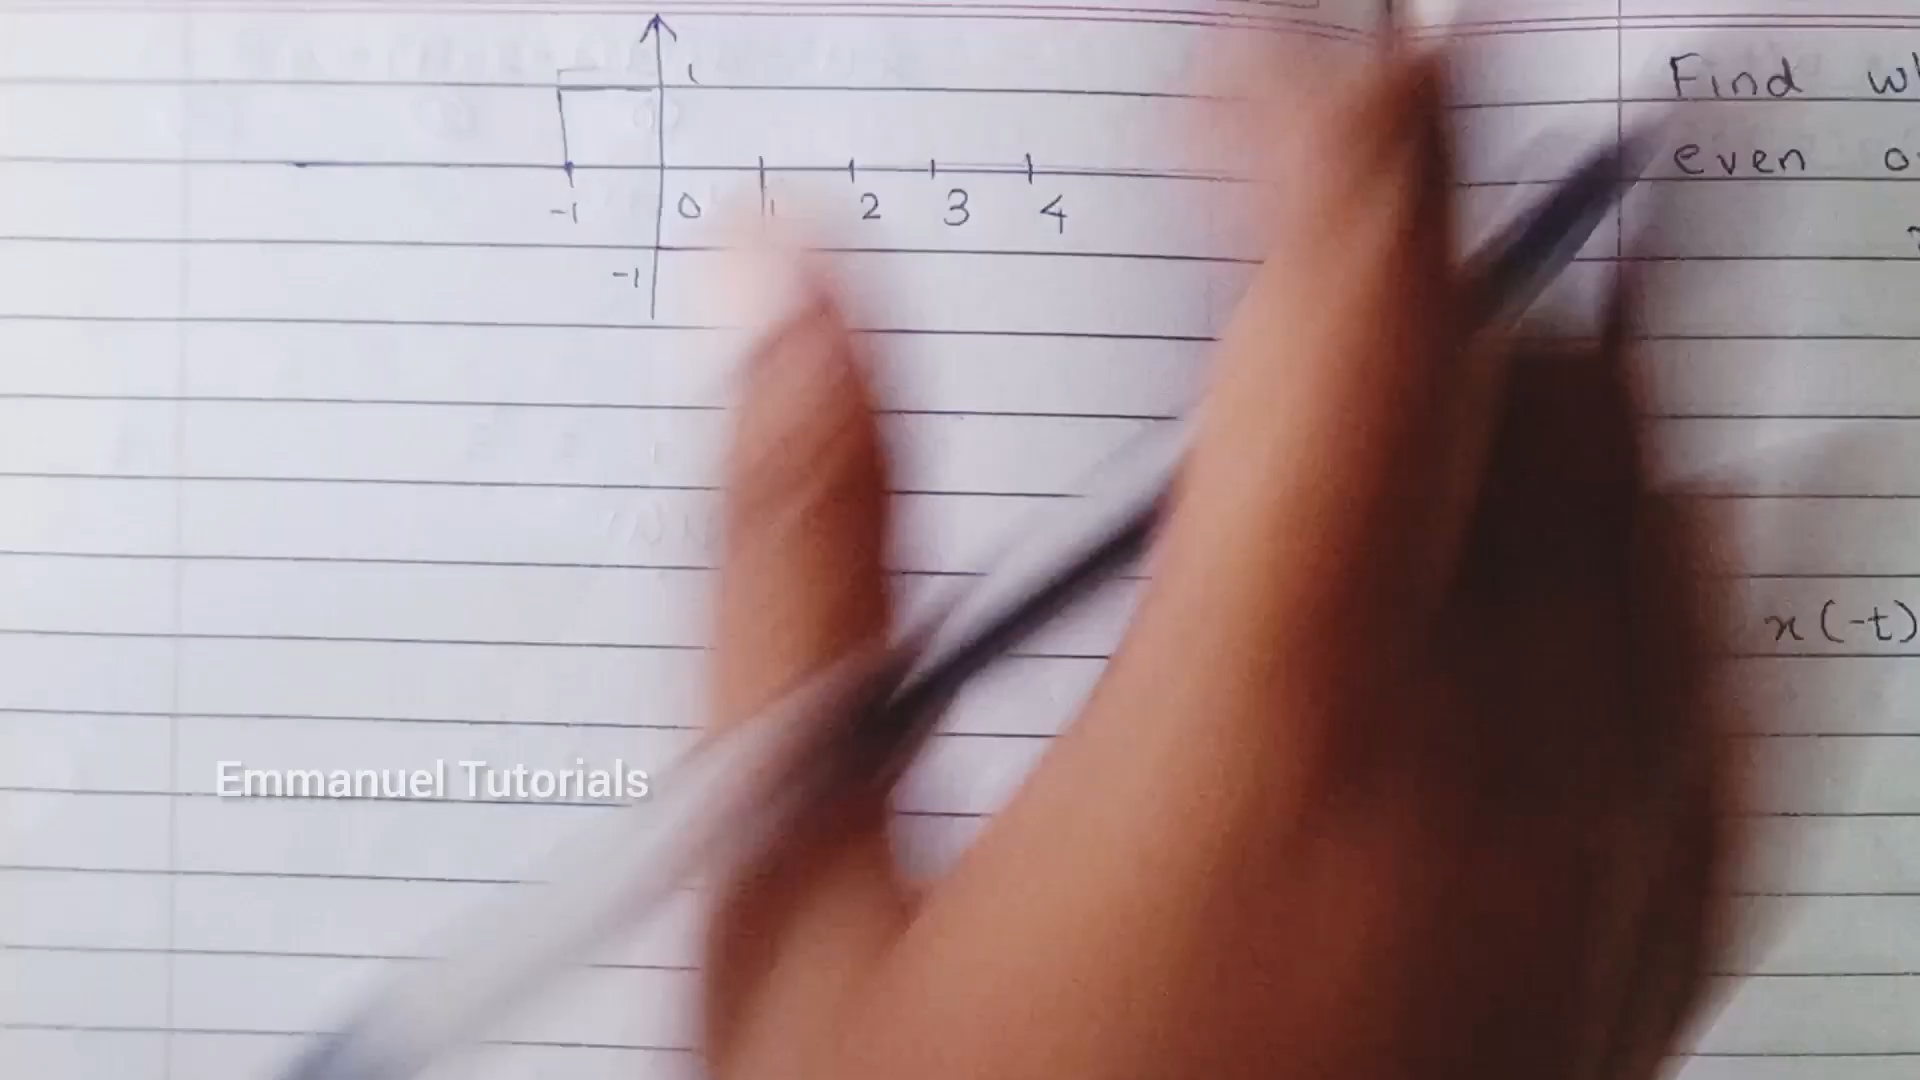 1
-1 0 1 2 3 4
-1
Find
even
x(-t)
Emmanuel Tutorials